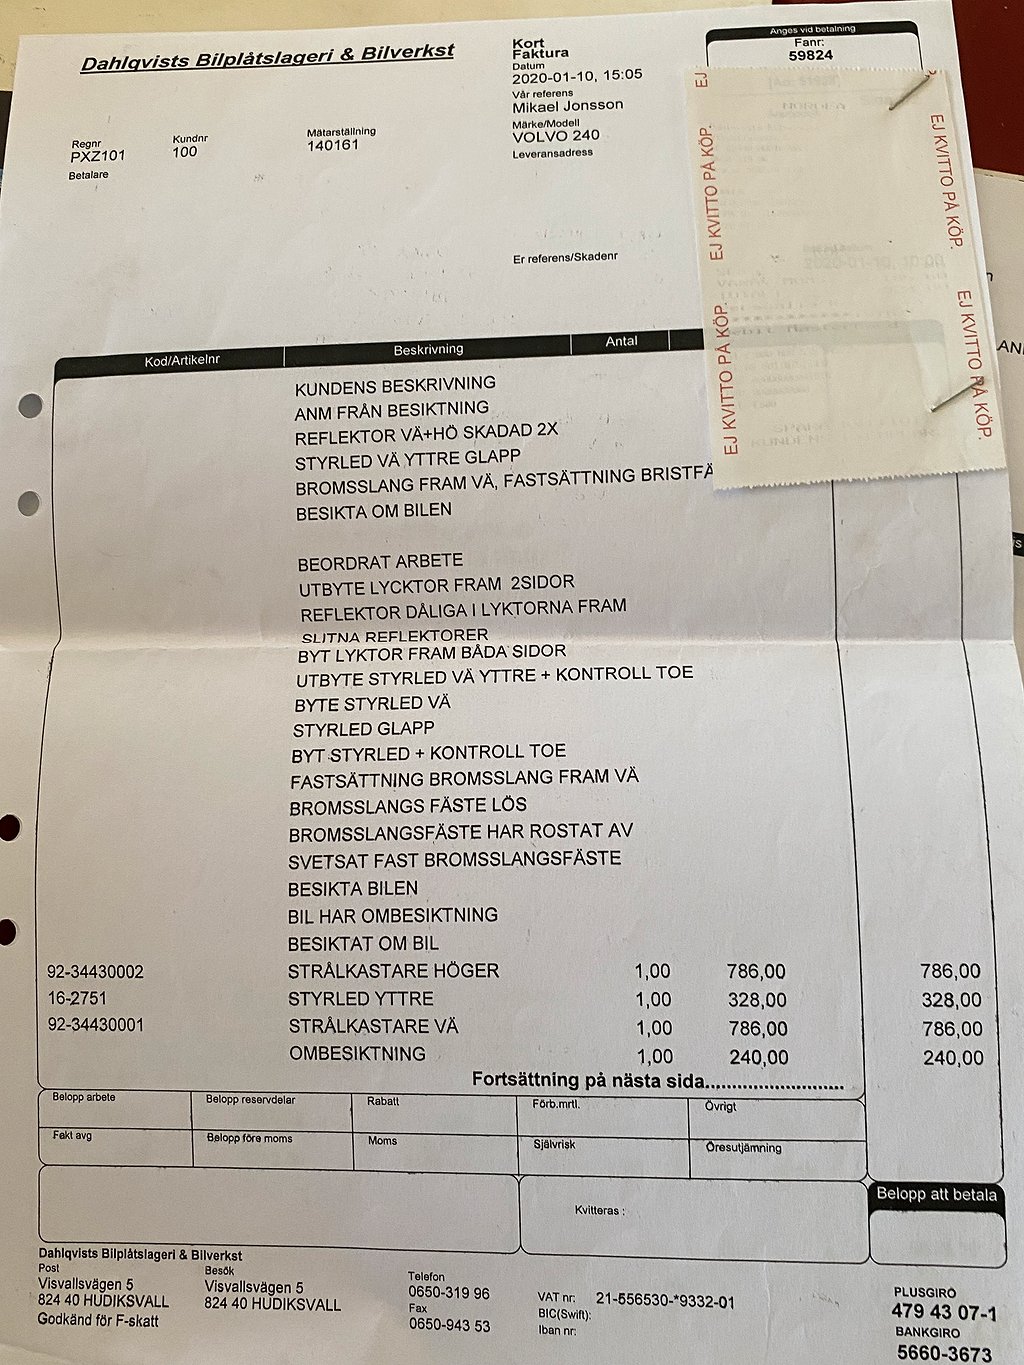 Dahlqvists Bilplåtslageri & Bilverkst
Kort
Faktura
Datum
2020-01-10, 15:05
Vår referens
Mikael Jonsson
Märke/Modell
VOLVO 240
Leveransadress
Er referens/Skadenr
Anges vid betalning
Fanr:
59824
Regnr
PXZ101
Kundnr
100
Mätarställning
140161
Betalare
EJ
EJ KVITTO PÅ KÖP.
EJ KVITTO PÅ KÖP.
EJ KVITTO PÅ KÖP.
EJ KVITTO PÅ KÖP.
Kod/Artikelnr Beskrivning Antal
KUNDENS BESKRIVNING
ANM FRÅN BESIKTNING
REFLEKTOR VÄ+HÖ SKADAD 2X
STYRLED VÄ YTTRE GLAPP
BROMSSLANG FRAM VÄ, FASTSÄTTNING BRISTFÄ
BESIKTA OM BILEN
BEORDRAT ARBETE
UTBYTE LYCKTOR FRAM 2SIDOR
REFLEKTOR DÅLIGA I LYKTORNA FRAM
SLITNA REFLEKTORER
BYT LYKTOR FRAM BÅDA SIDOR
UTBYTE STYRLED VÄ YTTRE + KONTROLL TOE
BYTE STYRLED VÄ
STYRLED GLAPP
BYT STYRLED + KONTROLL TOE
FASTSÄTTNING BROMSSLANG FRAM VÄ
BROMSSLANGS FÄSTE LÖS
BROMSSLANGSFÄSTE HAR ROSTAT AV
SVETSAT FAST BROMSSLANGSFÄSTE
BESIKTA BILEN
BIL HAR OMBESIKTNING
BESIKTAT OM BIL
92-34430002 STRÅLKASTARE HÖGER 1,00 786,00 786,00
16-2751 STYRLED YTTRE 1,00 328,00 328,00
92-34430001 STRÅLKASTARE VÄ 1,00 786,00 786,00
OMBESIKTNING 1,00 240,00 240,00
Fortsättning på nästa sida........................
Belopp arbete Belopp reservdelar Rabatt Förb.mrtl. Övrigt
Fakt avg Belopp före moms Moms Självrisk Öresutjämning
Kvitteras :
Belopp att betala
Dahlqvists Bilplåtslageri & Bilverkst
Post
Visvallsvägen 5
824 40 HUDIKSVALL
Godkänd för F-skatt
Besök
Visvallsvägen 5
824 40 HUDIKSVALL
Telefon
0650-319 96
Fax
0650-943 53
VAT nr: 21-556530-*9332-01
BIC(Swift):
Iban nr:
PLUSGIRO
479 43 07-1
BANKGIRO
5660-3673